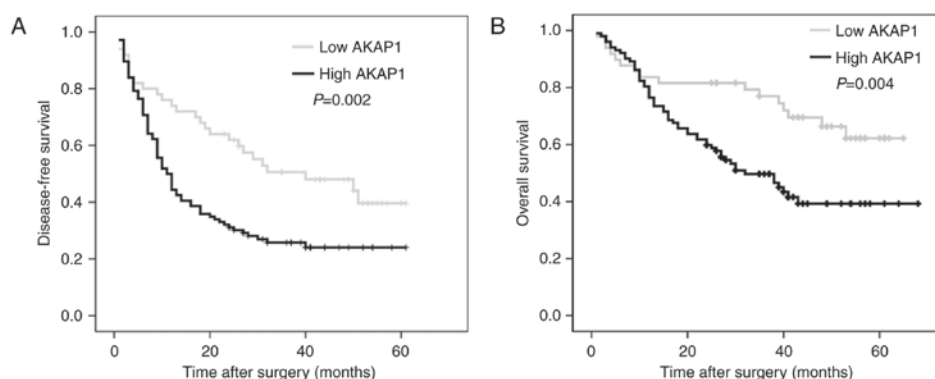 A
Disease-free survival
1.0
0.8
0.6
0.4
0.2
0.0
Low AKAP1
High AKAP1
P=0.002
0
20
40
60
Time after surgery (months)
B
Overall survival
1.0
0.8
0.6
0.4
0.2
0.0
Low AKAP1
High AKAP1
P=0.004
0
20
40
60
Time after surgery (months)